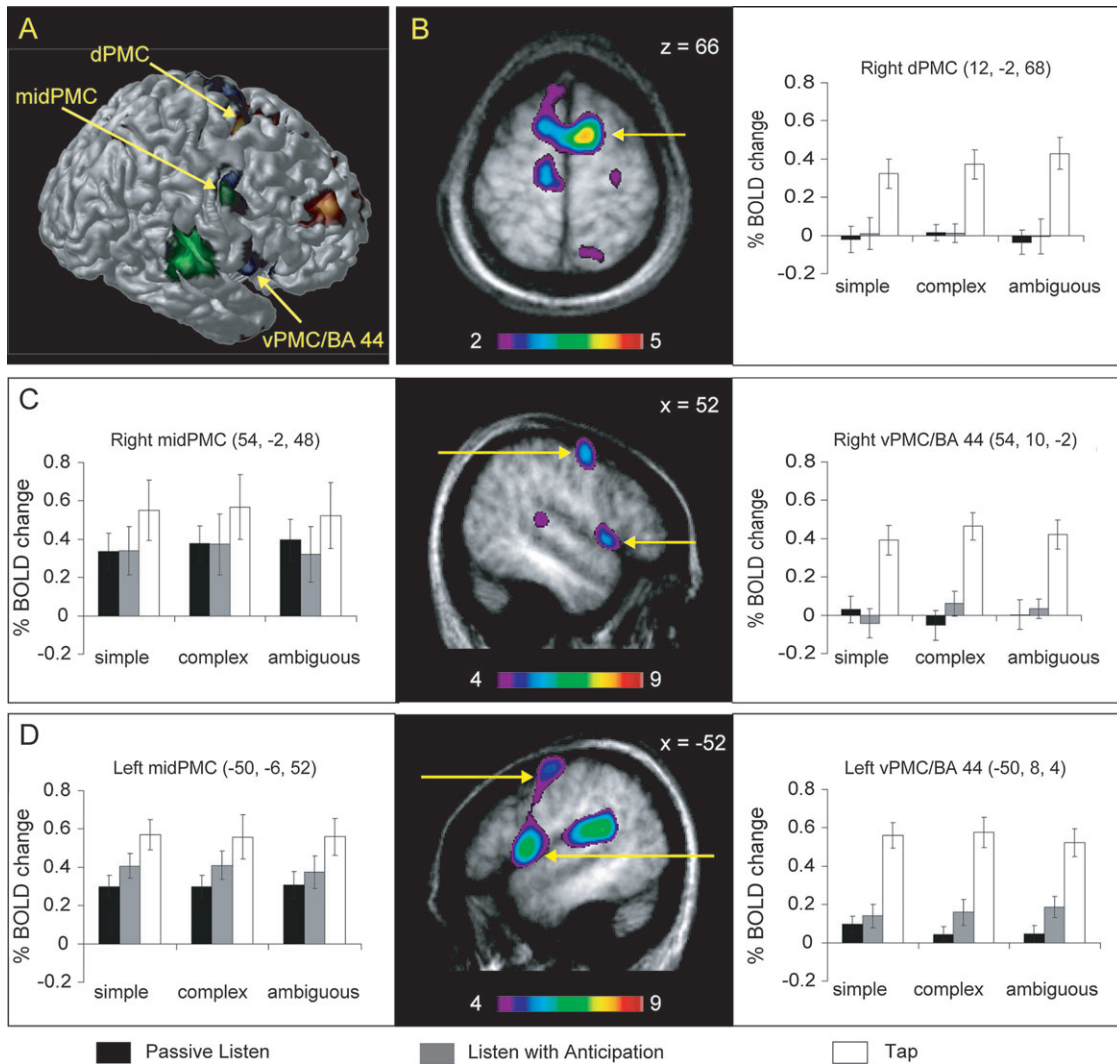 A
dPMC
midPMC
vPMC/BA 44
B
z = 66
2 5
Right dPMC (12, -2, 68)
% BOLD change
0.8
0.6
0.4
0.2
0
-0.2
simple complex ambiguous
C
Right midPMC (54, -2, 48)
% BOLD change
0.8
0.6
0.4
0.2
0
-0.2
simple complex ambiguous
x = 52
4 9
Right vPMC/BA 44 (54, 10, -2)
% BOLD change
0.8
0.6
0.4
0.2
0
-0.2
simple complex ambiguous
D
Left midPMC (-50, -6, 52)
% BOLD change
0.8
0.6
0.4
0.2
0
-0.2
simple complex ambiguous
x = -52
4 9
Left vPMC/BA 44 (-50, 8, 4)
% BOLD change
0.8
0.6
0.4
0.2
0
-0.2
simple complex ambiguous
Passive Listen Listen with Anticipation Tap